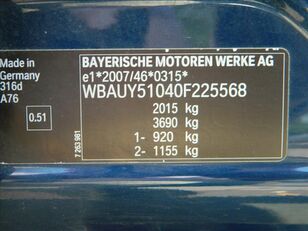 Made in
Germany
316d
A76
0.51
7 263 961
BAYERISCHE MOTOREN WERKE AG
e1*2007/46*0315*
WBAUY51040F225568
2015 kg
3690 kg
1- 920 kg
2- 1155 kg